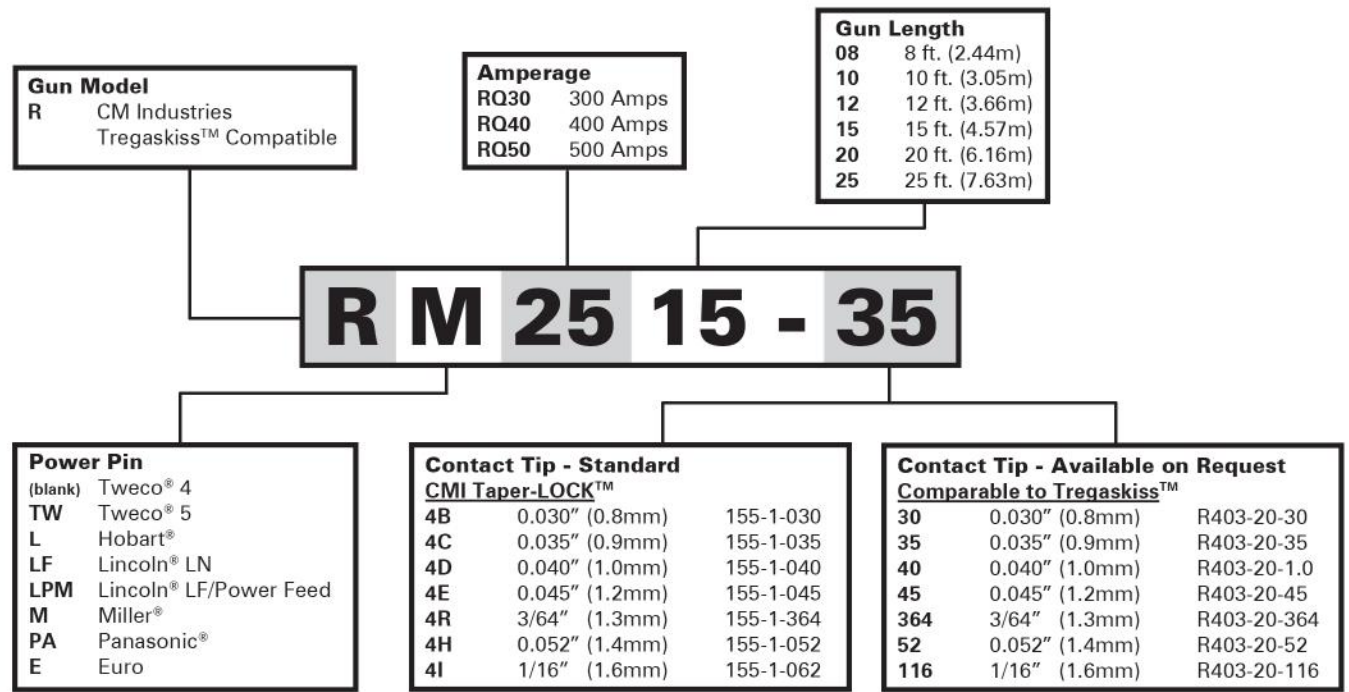 Gun Model
R CM Industries
Tregaskiss™ Compatible
Amperage
RQ30 300 Amps
RQ40 400 Amps
RQ50 500 Amps
Gun Length
08 8 ft. (2.44m)
10 10 ft. (3.05m)
12 12 ft. (3.66m)
15 15 ft. (4.57m)
20 20 ft. (6.16m)
25 25 ft. (7.63m)
R M 25 15 - 35
Power Pin
(blank) Tweco® 4
TW Tweco® 5
L Hobart®
LF Lincoln® LN
LPM Lincoln® LF/Power Feed
M Miller®
PA Panasonic®
E Euro
Contact Tip - Standard
CMI Taper-LOCK™
4B 0.030" (0.8mm) 155-1-030
4C 0.035" (0.9mm) 155-1-035
4D 0.040" (1.0mm) 155-1-040
4E 0.045" (1.2mm) 155-1-045
4R 3/64" (1.3mm) 155-1-364
4H 0.052" (1.4mm) 155-1-052
4I 1/16" (1.6mm) 155-1-062
Contact Tip - Available on Request
Comparable to Tregaskiss™
30 0.030" (0.8mm) R403-20-30
35 0.035" (0.9mm) R403-20-35
40 0.040" (1.0mm) R403-20-1.0
45 0.045" (1.2mm) R403-20-45
364 3/64" (1.3mm) R403-20-364
52 0.052" (1.4mm) R403-20-52
116 1/16" (1.6mm) R403-20-116